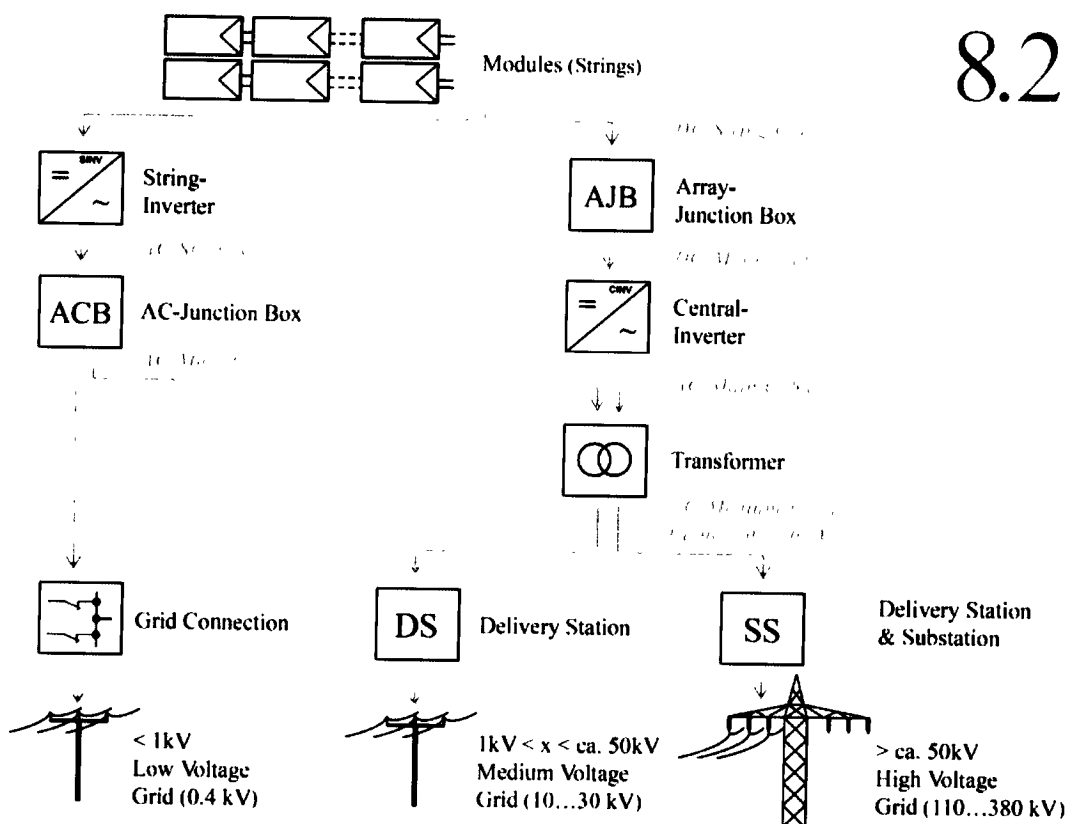 8.2
Modules (Strings)
SINV
String-
Inverter
AJB
Array-
Junction Box
ACB
AC-Junction Box
CINV
Central-
Inverter
Transformer
Grid Connection
DS
Delivery Station
SS
Delivery Station
& Substation
< 1kV
Low Voltage
Grid (0.4 kV)
1kV < x < ca. 50kV
Medium Voltage
Grid (10…30 kV)
> ca. 50kV
High Voltage
Grid (110…380 kV)